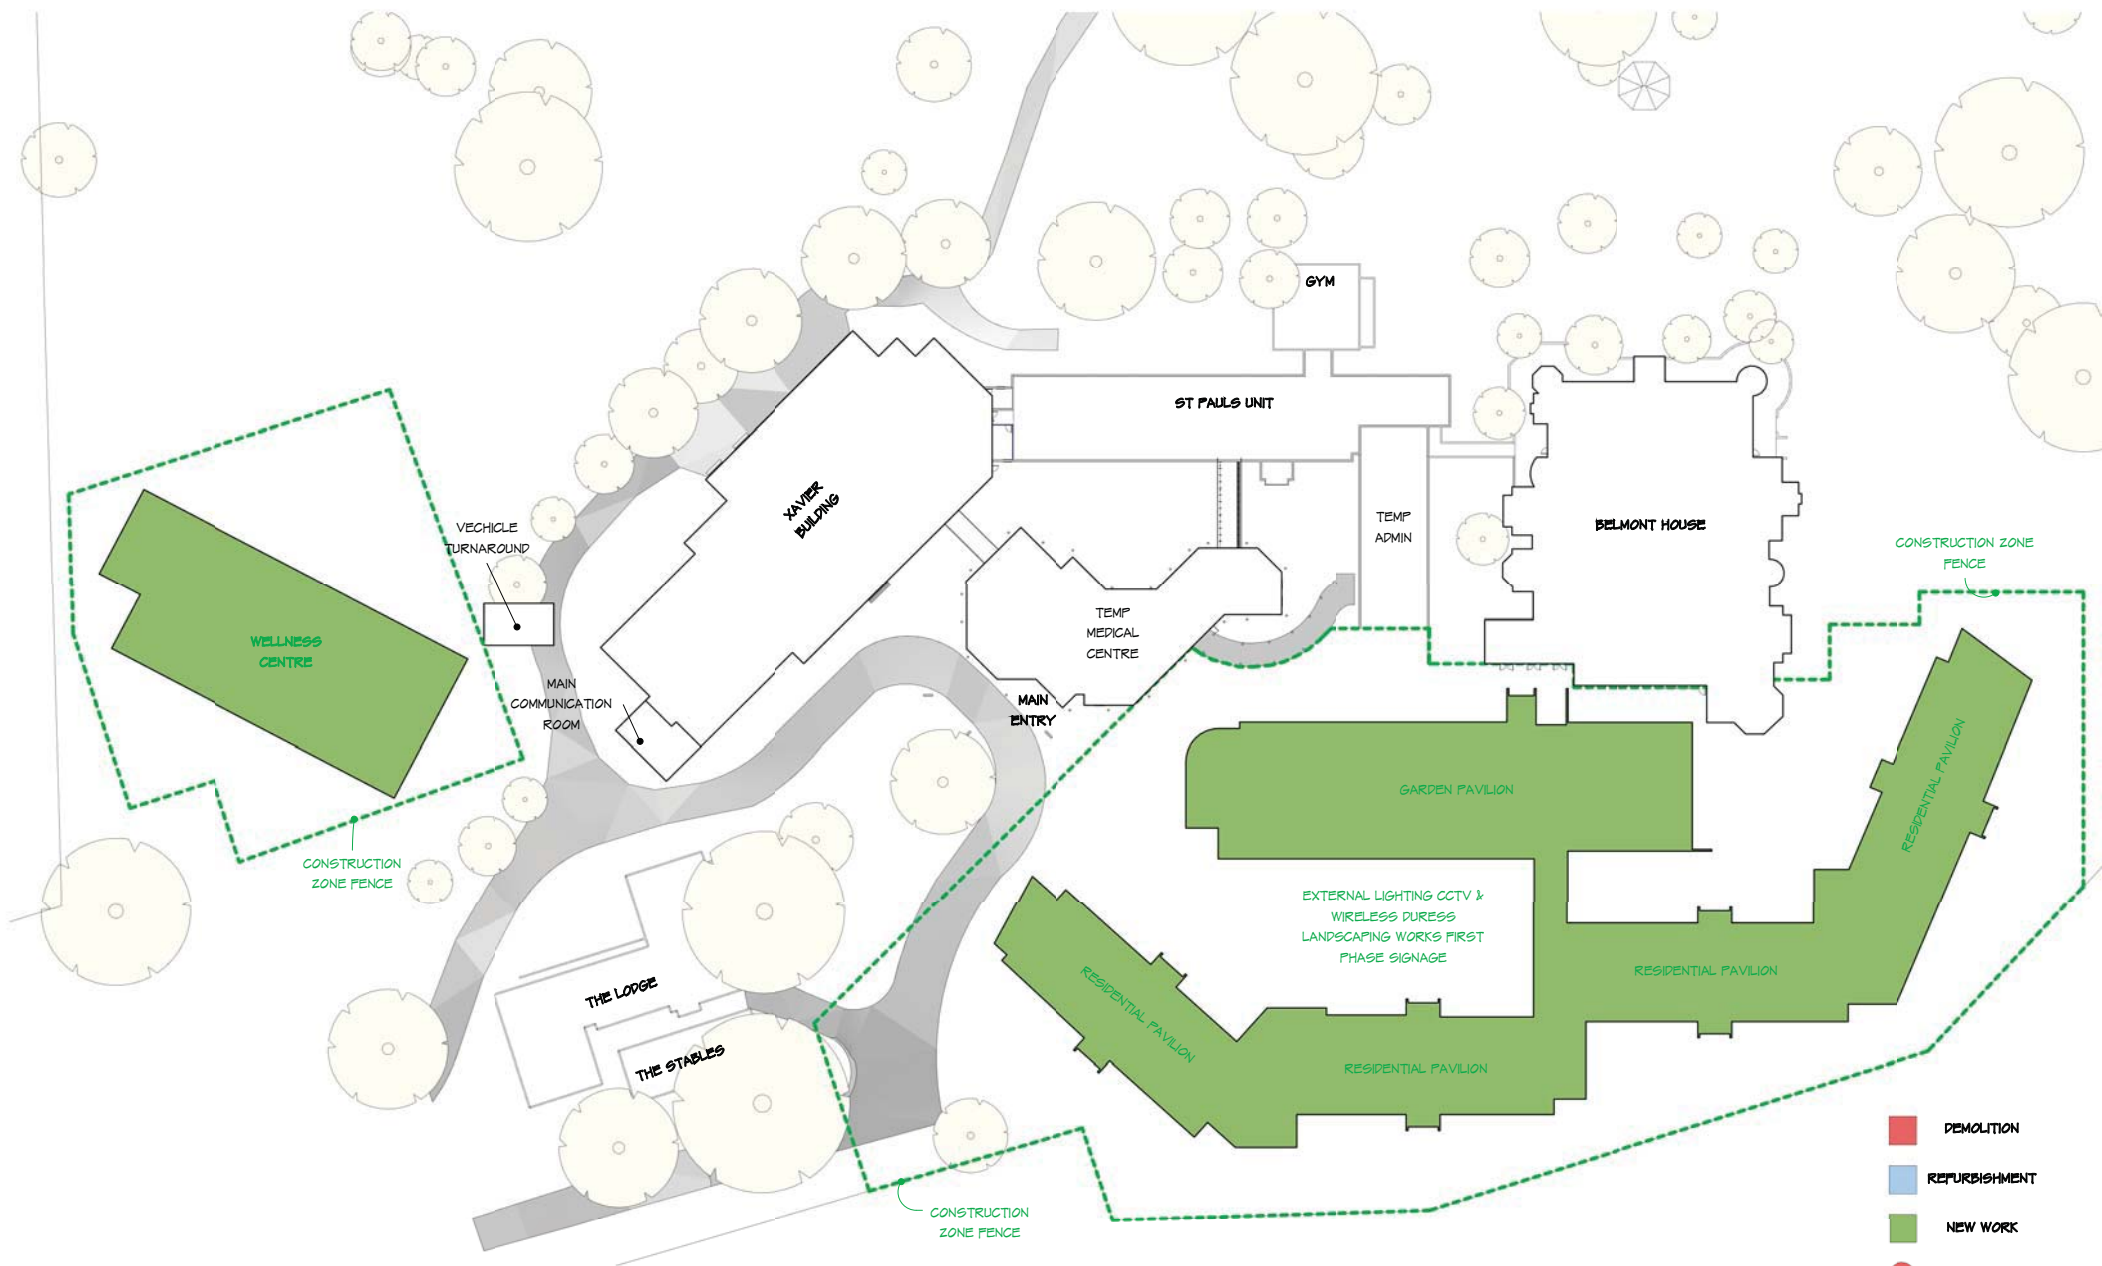 GYM
ST PAULS UNIT
XAVIER
BUILDING
VECHICLE
TURNAROUND
TEMP
ADMIN
BELMONT HOUSE
CONSTRUCTION ZONE
FENCE
WELLNESS
CENTRE
TEMP
MEDICAL
CENTRE
MAIN
COMMUNICATION
ROOM
MAIN
ENTRY
RESIDENTIAL PAVILION
GARDEN PAVILION
CONSTRUCTION
ZONE FENCE
EXTERNAL LIGHTING CCTV &
WIRELESS DURESS
LANDSCAPING WORKS FIRST
PHASE SIGNAGE
RESIDENTIAL PAVILION
RESIDENTIAL PAVILION
THE LODGE
THE STABLES
RESIDENTIAL PAVILION
CONSTRUCTION
ZONE FENCE
DEMOLITION
REFURBISHMENT
NEW WORK